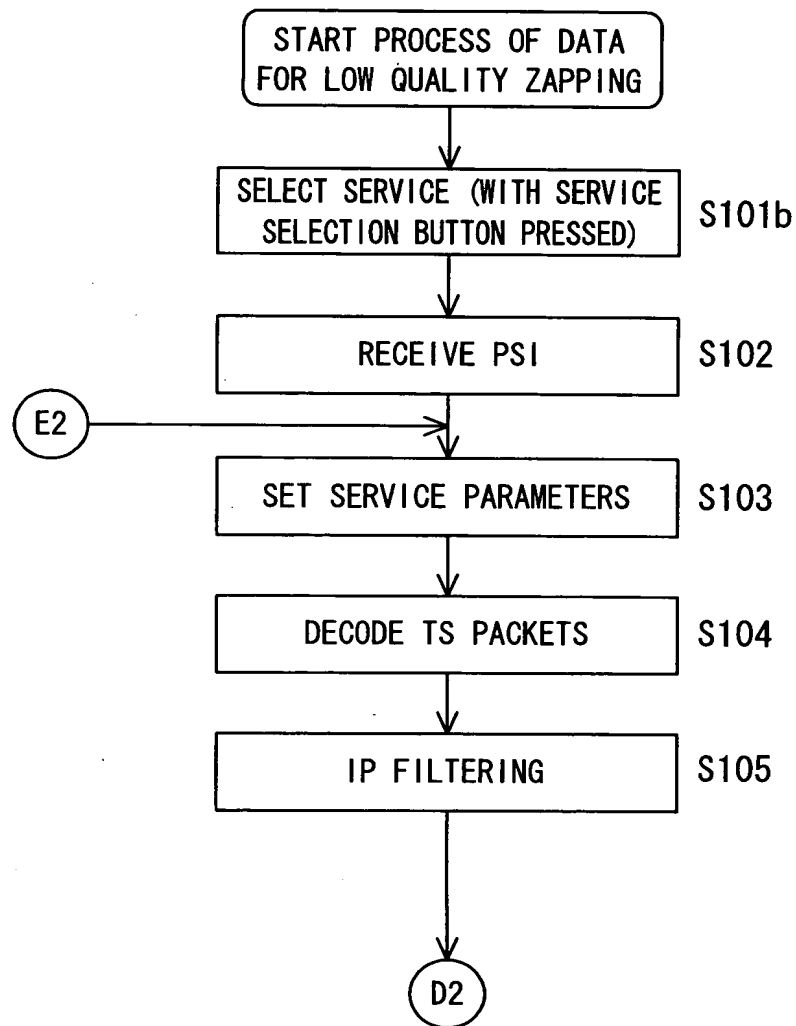 START PROCESS OF DATA
FOR LOW QUALITY ZAPPING
SELECT SERVICE (WITH SERVICE
SELECTION BUTTON PRESSED)
S101b
RECEIVE PSI
S102
E2
SET SERVICE PARAMETERS
S103
DECODE TS PACKETS
S104
IP FILTERING
S105
D2